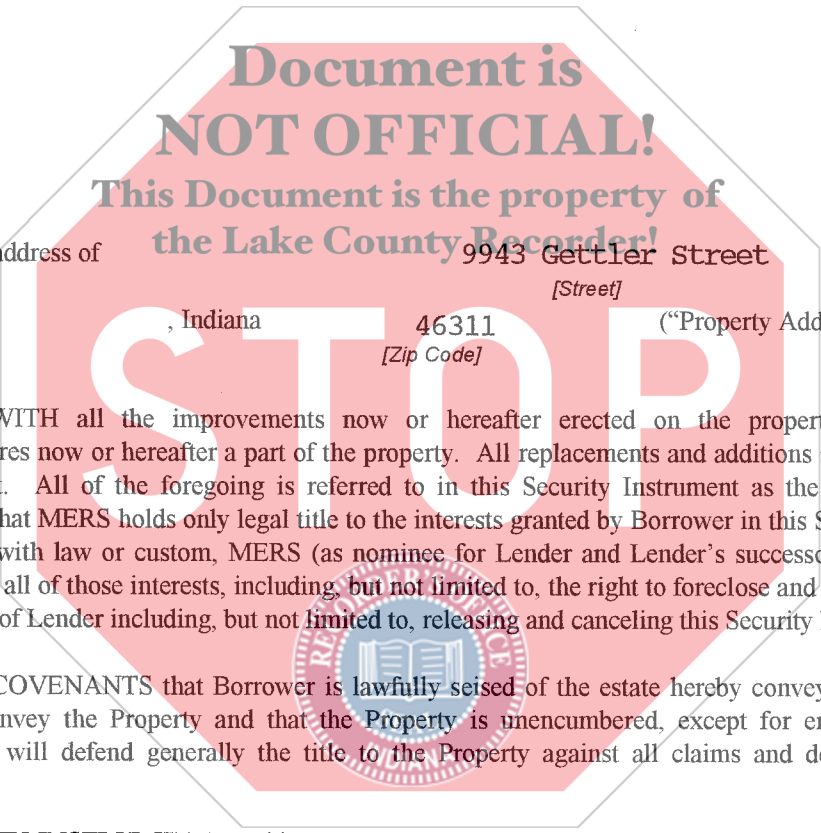 Document is
NOT OFFICIAL!
This Document is the property of
the Lake County Recorder!
address of 9943 Gettler Street
[Street]
, Indiana 46311 ("Property Add
[Zip Code]
STOP
WITH all the improvements now or hereafter erected on the propert
res now or hereafter a part of the property. All replacements and additions
. All of the foregoing is referred to in this Security Instrument as the
hat MERS holds only legal title to the interests granted by Borrower in this S
with law or custom, MERS (as nominee for Lender and Lender's successo
all of those interests, including, but not limited to, the right to foreclose and
of Lender including, but not limited to, releasing and canceling this Security
RECORDER'S OFFICE
COVENANTS that Borrower is lawfully seised of the estate hereby convey
nvey the Property and that the Property is unencumbered, except for en
will defend generally the title to the Property against all claims and de
INDIANA